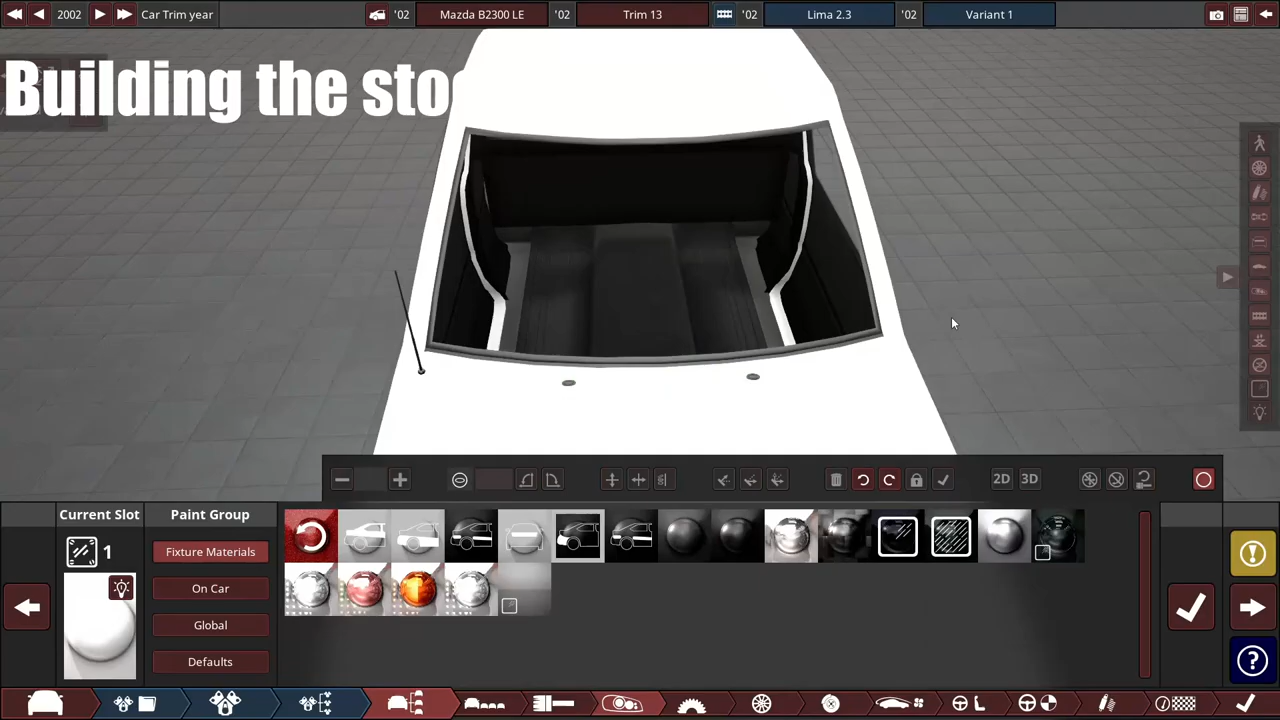 2002 Car Trim year '02 Mazda B2300 LE '02 Trim 13 '02 Lima 2.3 '02 Variant 1
Building the stoc
2D 3D
Current Slot Paint Group
1
Fixture Materials
On Car
Global
Defaults